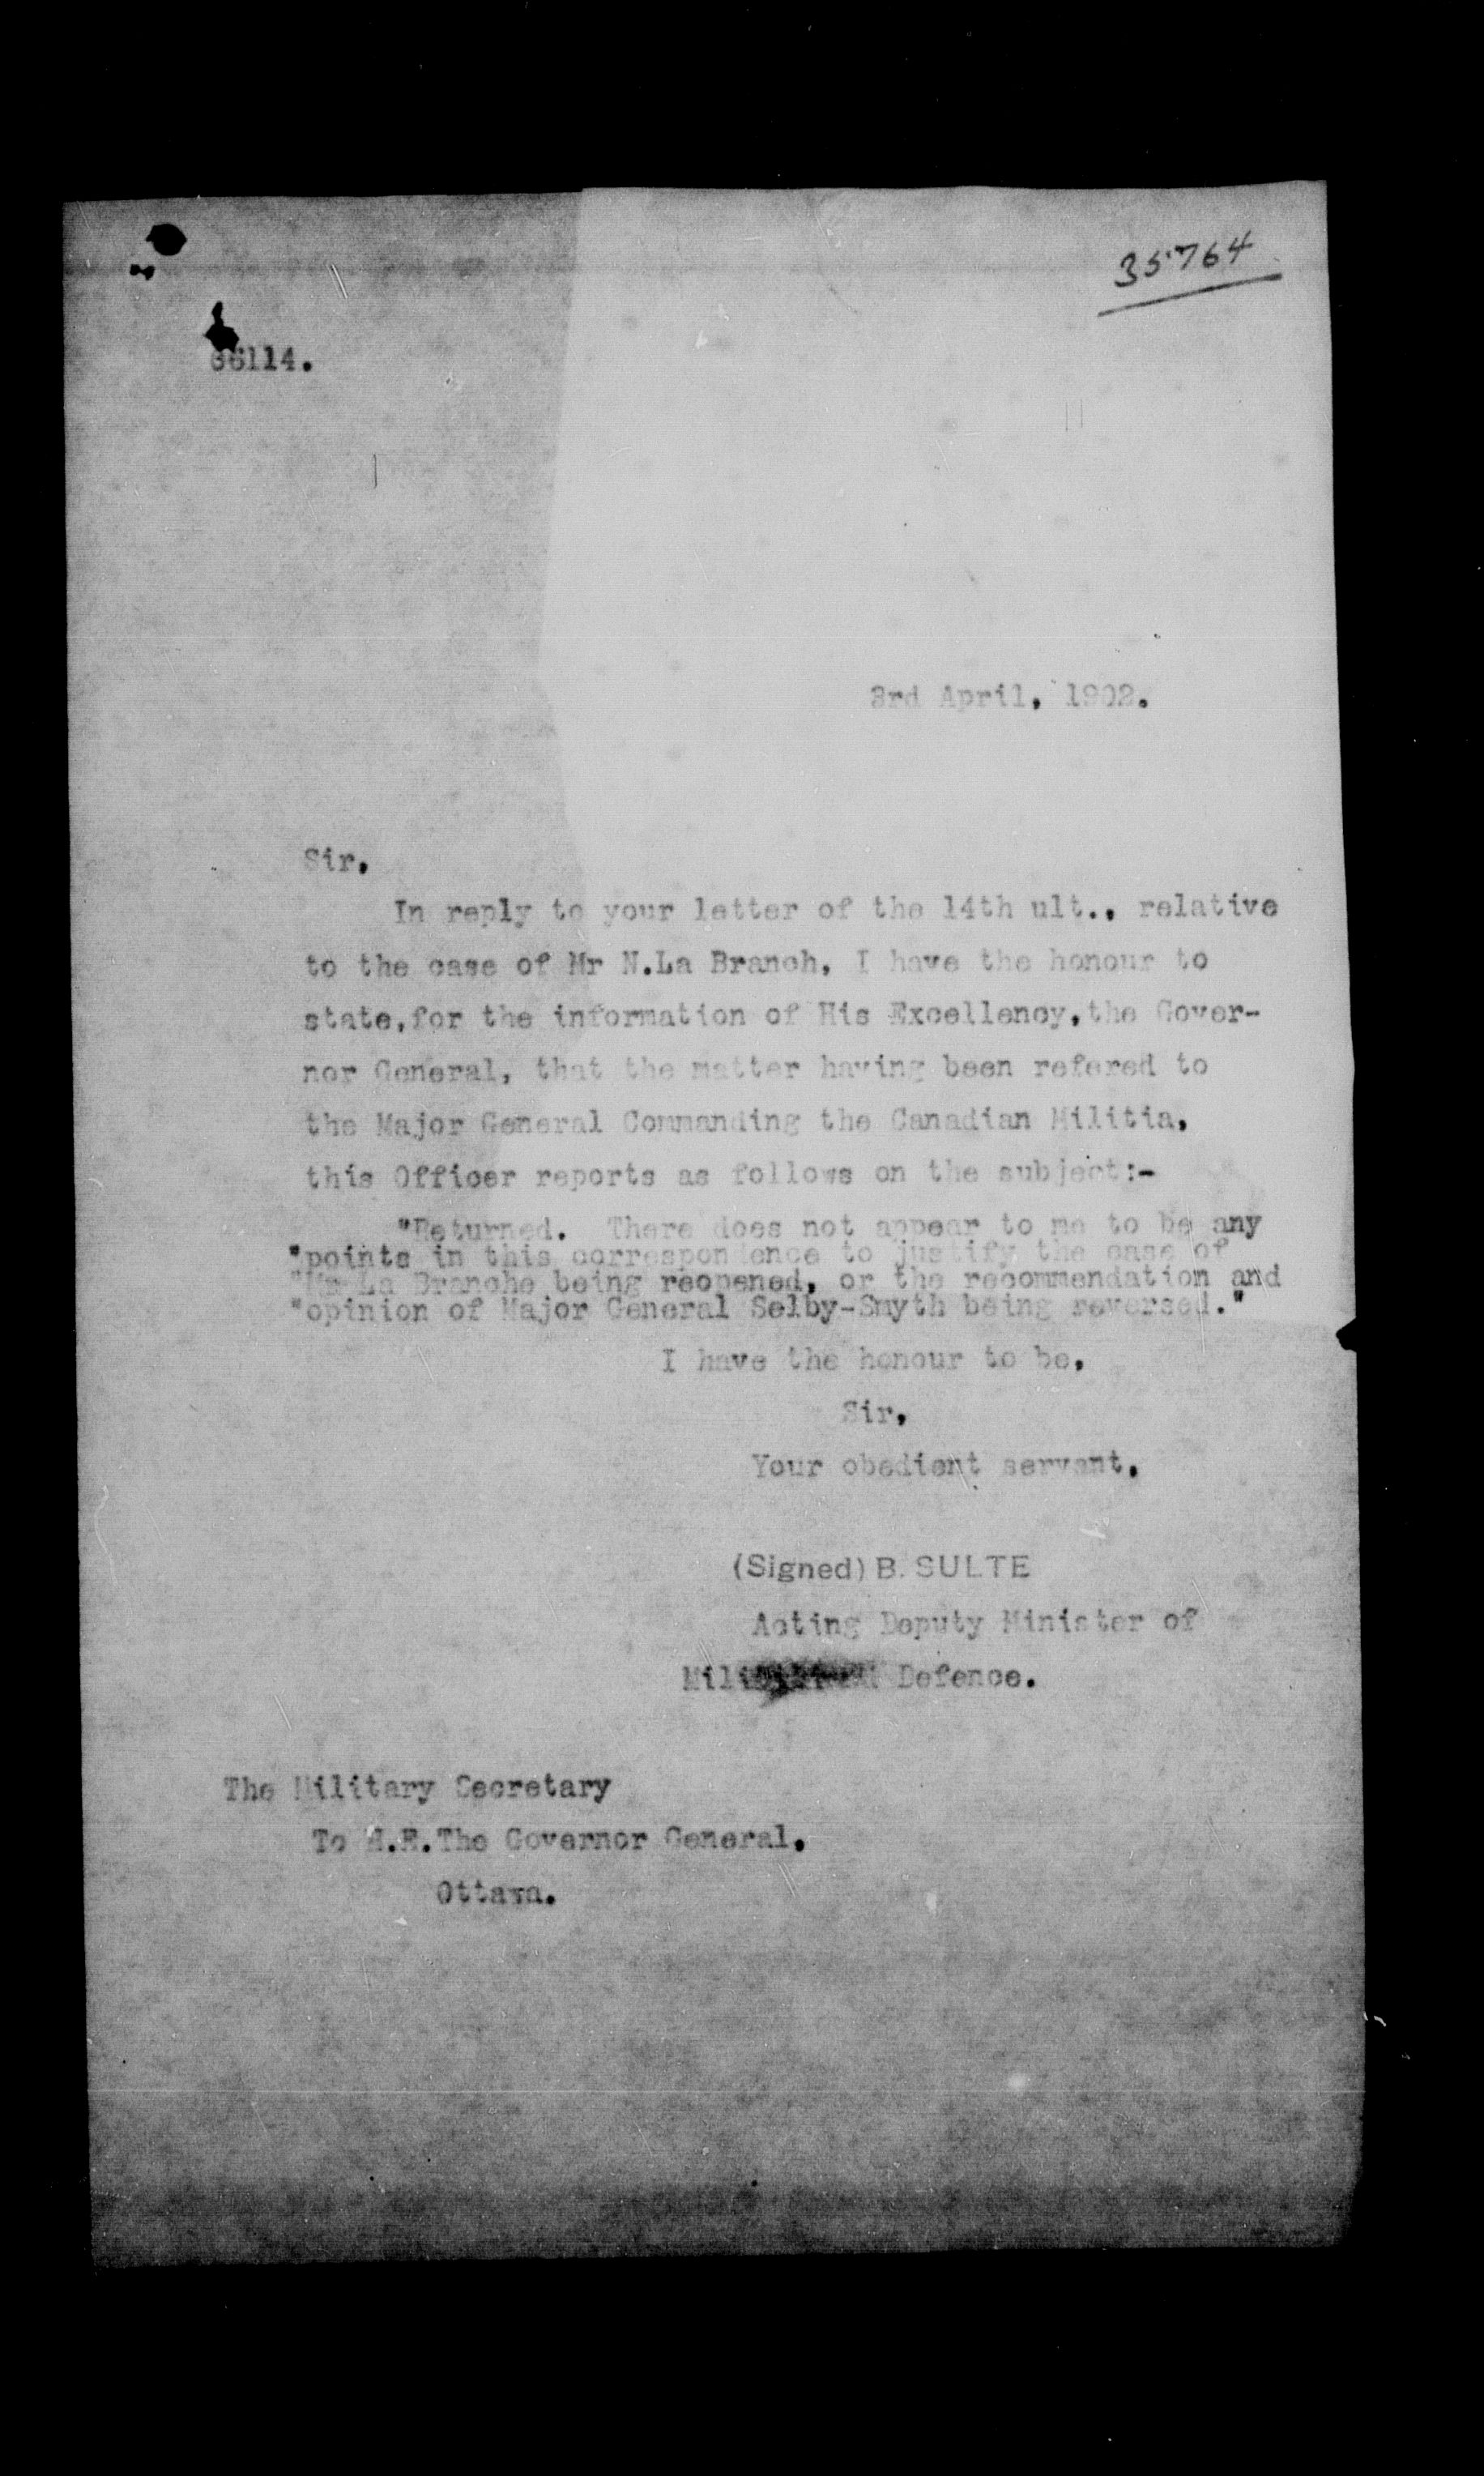 35764
66114.
3rd April, 1902.
Sir,
In reply to your letter of the 14th ult., relative
to the case of Mr N.La Branch, I have the honour to
state,for the information of His Excellency,the Gover-
nor General, that the matter having been refered to
the Major General Commanding the Canadian Militia,
this Officer reports as follows on the subject:-
"Returned. There does not appear to me to be any
"points in this correspondence to justify the case of
"Mr La Branche being reopened, or the recommendation and
"opinion of Major General Selby-Smyth being reversed."
I have the honour to be,
Sir,
Your obedient servant,
(Signed) B. SULTE
Acting Deputy Minister of
Militia and Defence.
The Military Secretary
To H.E.The Governor General,
Ottawa.